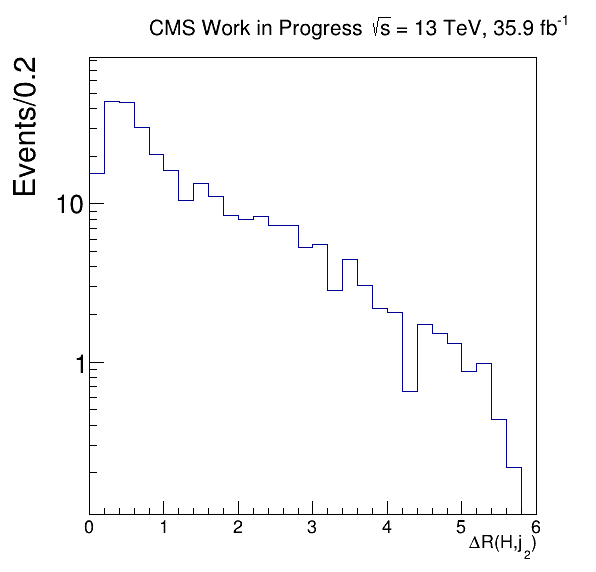 CMS Work in Progress √s = 13 TeV, 35.9 fb⁻¹
Events/0.2
10
1
0 1 2 3 4 5 6
ΔR(H,j₂)